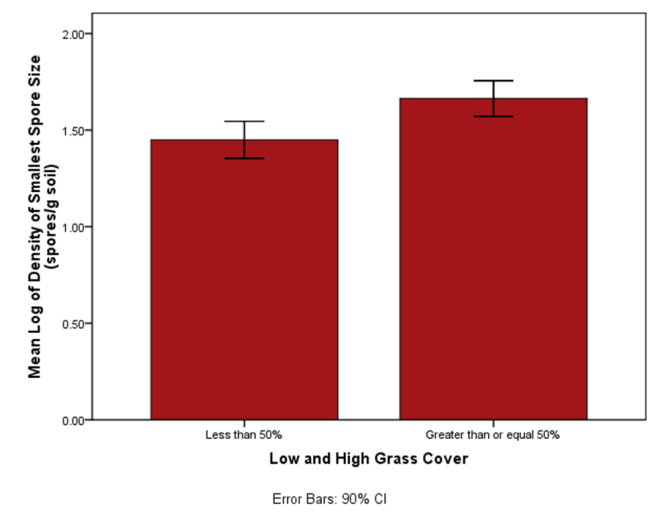 Mean Log of Density of Smallest Spore Size
(spores/g soil)
2.00
1.50
1.00
0.50
0.00
Less than 50%
Greater than or equal 50%
Low and High Grass Cover
Error Bars: 90% CI